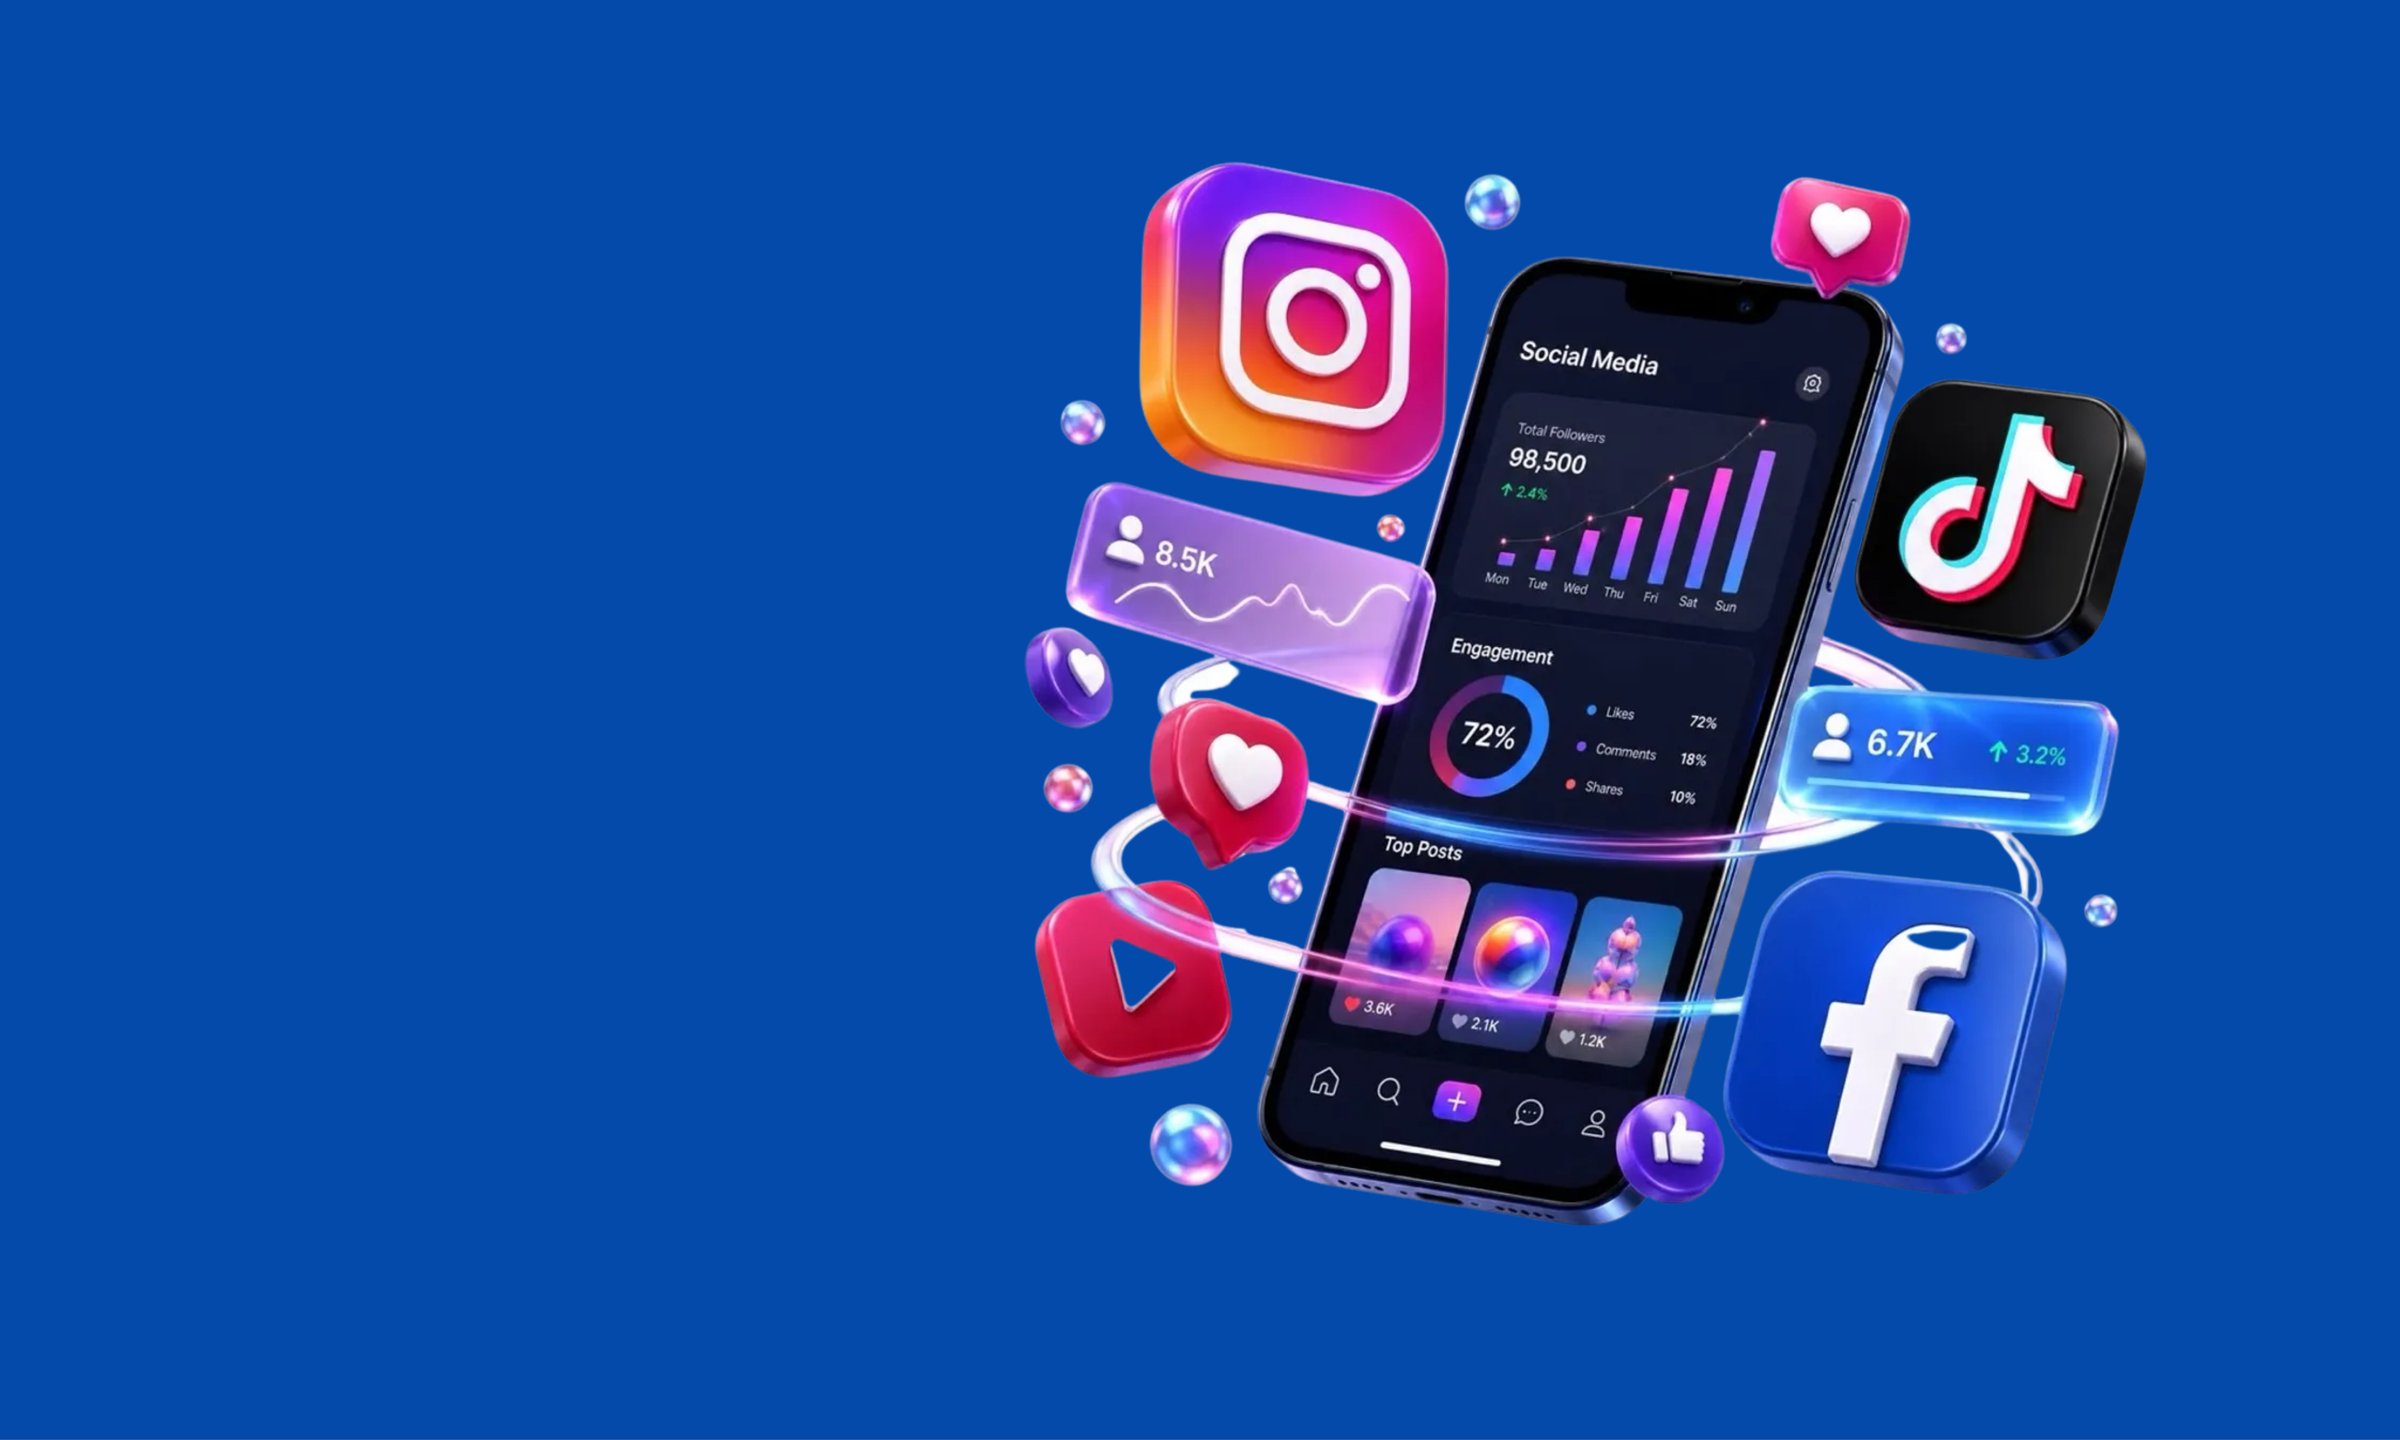 Social Media
Total Followers
98,500
↑ 2.4%
Mon Tue Wed Thu Fri Sat Sun
8.5K
Engagement
72%
Likes 72%
Comments 18%
Shares 10%
6.7K ↑ 3.2%
Top Posts
3.6K 2.1K 1.2K